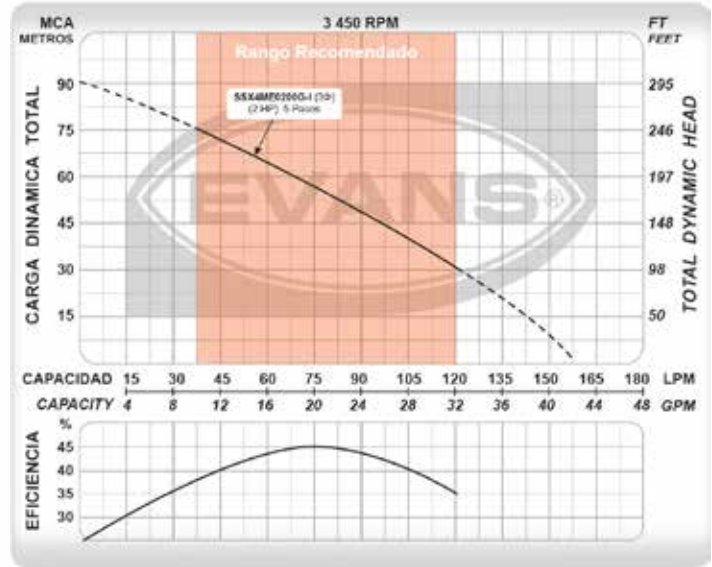 MCA
METROS
3 450 RPM
FT
FEET
Rango Recomendado
SSX4ME0200G-I (3Φ)
(2 HP) 5 Pasos
EVANS®
CARGA DINAMICA TOTAL
90
75
60
45
30
15
295
246
197
148
98
50
TOTAL DYNAMIC HEAD
CAPACIDAD 15 30 45 60 75 90 105 120 135 150 165 180 LPM
CAPACITY 4 8 12 16 20 24 28 32 36 40 44 48 GPM
EFICIENCIA
%
45
40
35
30